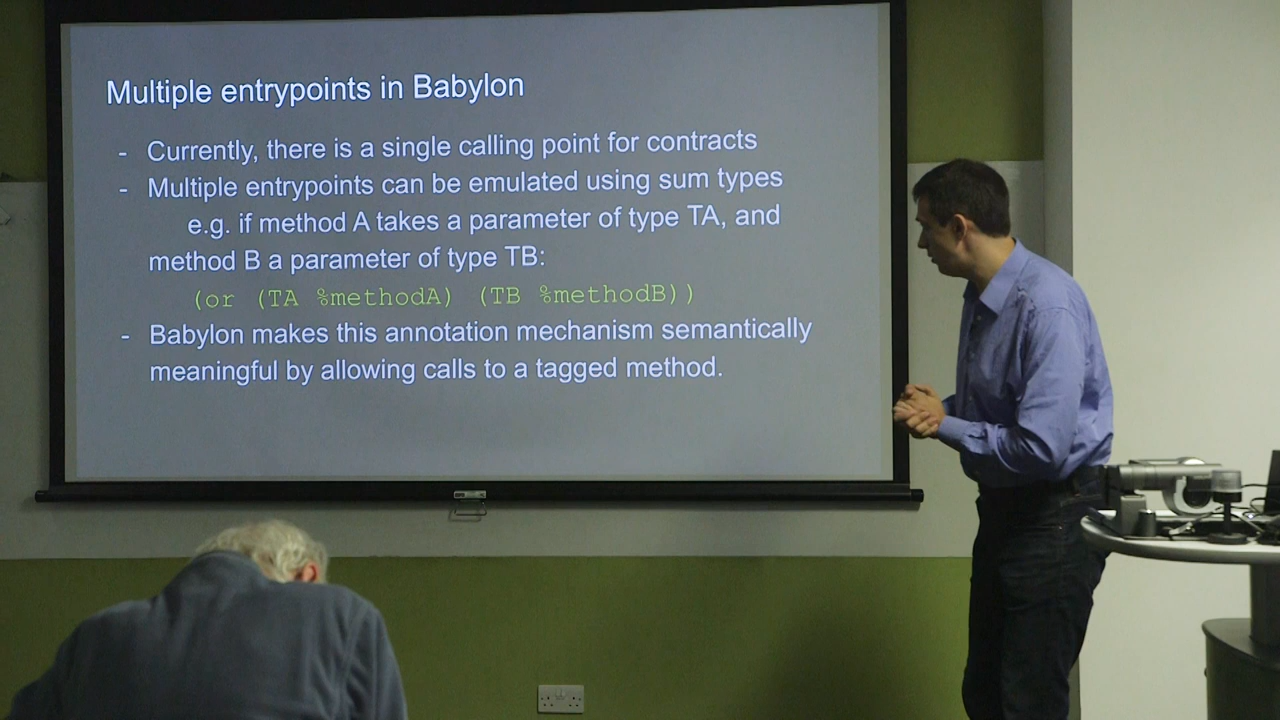 Multiple entrypoints in Babylon
- Currently, there is a single calling point for contracts
- Multiple entrypoints can be emulated using sum types
e.g. if method A takes a parameter of type TA, and
method B a parameter of type TB:
(or (TA %methodA) (TB %methodB))
- Babylon makes this annotation mechanism semantically
meaningful by allowing calls to a tagged method.